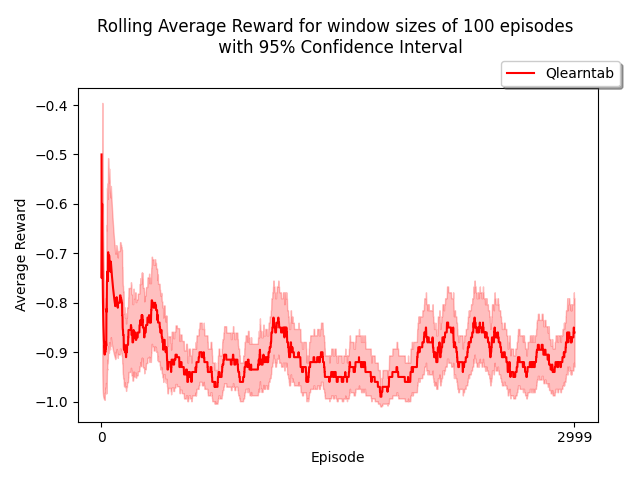 Rolling Average Reward for window sizes of 100 episodes
with 95% Confidence Interval
Qlearntab
−0.4
−0.5
−0.6
−0.7
−0.8
−0.9
−1.0
Average Reward
0 2999
Episode